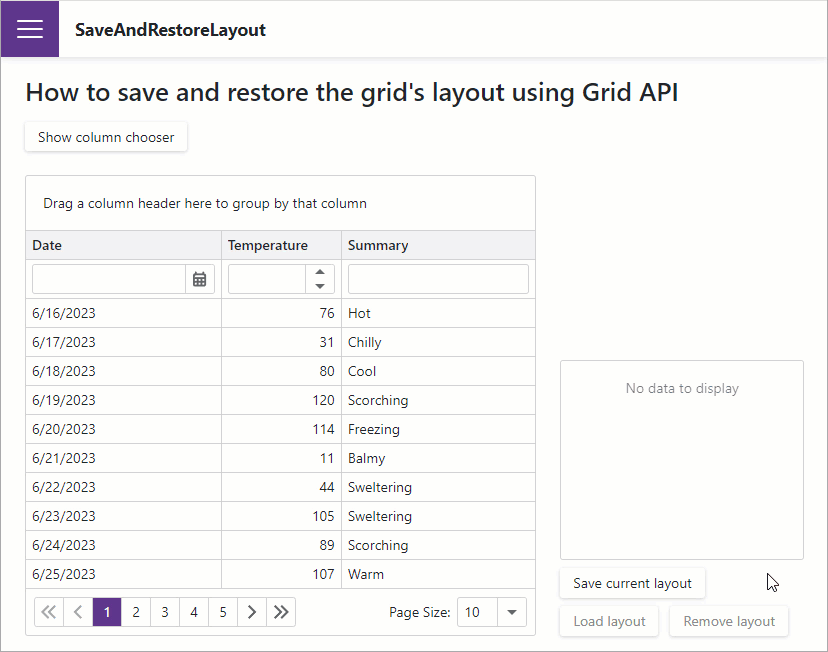 SaveAndRestoreLayout
How to save and restore the grid's layout using Grid API
Show column chooser
Drag a column header here to group by that column
Date Temperature Summary
6/16/2023 76 Hot
6/17/2023 31 Chilly
6/18/2023 80 Cool
6/19/2023 120 Scorching
6/20/2023 114 Freezing
6/21/2023 11 Balmy
6/22/2023 44 Sweltering
6/23/2023 105 Sweltering
6/24/2023 89 Scorching
6/25/2023 107 Warm
1 2 3 4 5 Page Size: 10
No data to display
Save current layout
Load layout Remove layout